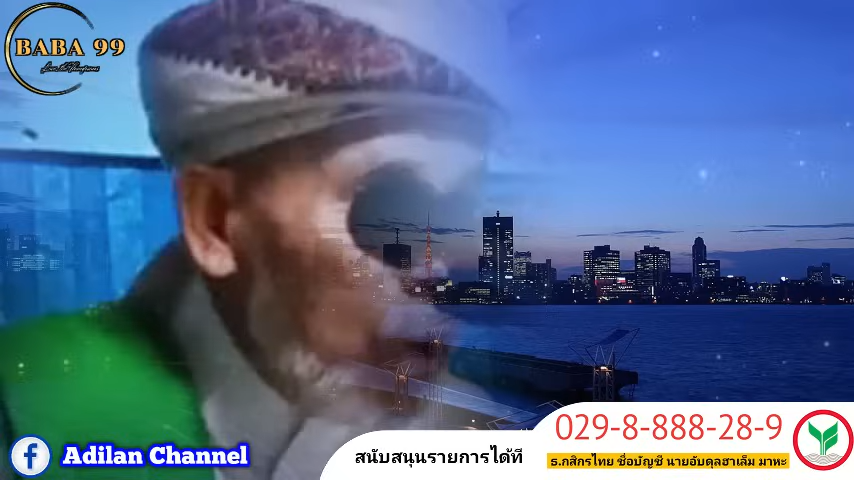 BABA 99
029-8-888-28-9
สนับสนุนรายการได้ที่
ธ.กสิกรไทย ชื่อบัญชี นายอับดุลฮาเล็ม มาหะ
Adilan Channel